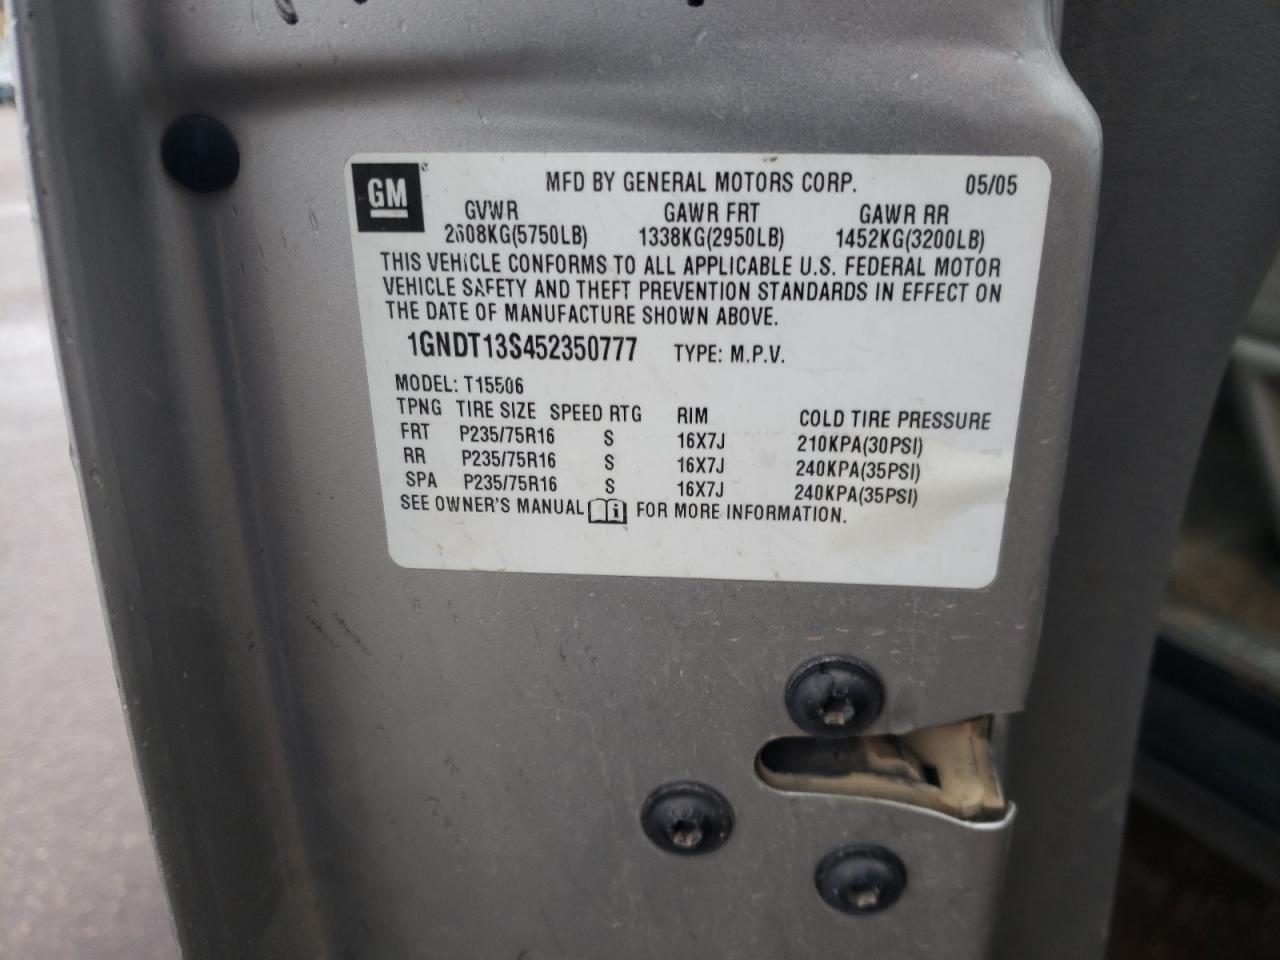 GM ® MFD BY GENERAL MOTORS CORP. 05/05
GVWR GAWR FRT GAWR RR
2608KG(5750LB) 1338KG(2950LB) 1452KG(3200LB)
THIS VEHICLE CONFORMS TO ALL APPLICABLE U.S. FEDERAL MOTOR
VEHICLE SAFETY AND THEFT PREVENTION STANDARDS IN EFFECT ON
THE DATE OF MANUFACTURE SHOWN ABOVE.
1GNDT13S452350777 TYPE: M.P.V.
MODEL: T15506
TPNG TIRE SIZE SPEED RTG RIM COLD TIRE PRESSURE
FRT P235/75R16 S 16X7J 210KPA(30PSI)
RR P235/75R16 S 16X7J 240KPA(35PSI)
SPA P235/75R16 S 16X7J 240KPA(35PSI)
SEE OWNER'S MANUAL i FOR MORE INFORMATION.